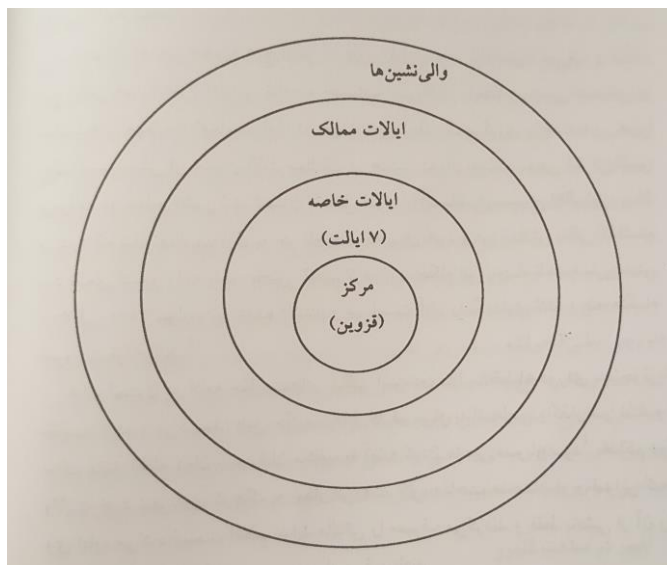 والی‌نشین‌ها
ایالات ممالک
ایالات خاصه
(۷ ایالت)
مرکز
(قزوین)